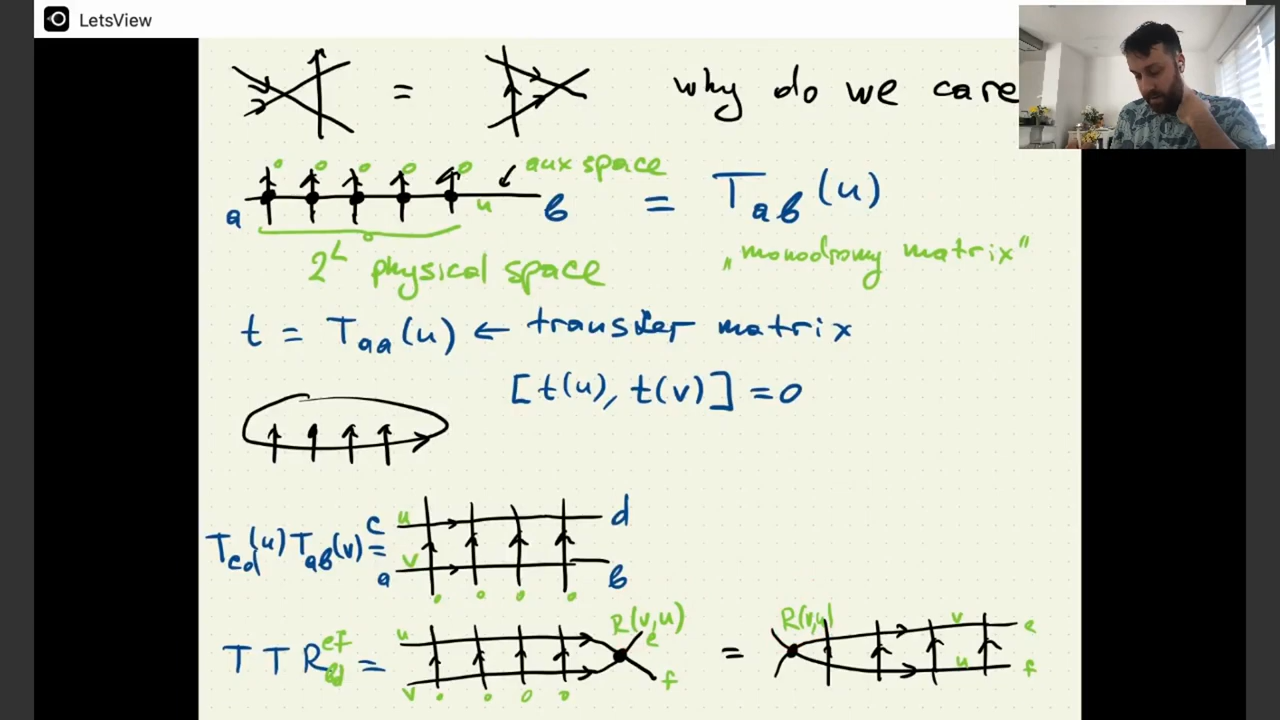 LetsView
= why do we care
o o o o o aux space
a u b = T_ab(u)
o
2^L physical space „monodromy matrix"
t = T_aa(u) ← transfer matrix
[t(u), t(v)] = 0
T_cd(u) T_ab(v) = c u d
a v b
o o o o
u R(v,u) e R(v,u) v e
T T R^ef = =
v f u f
o o o o